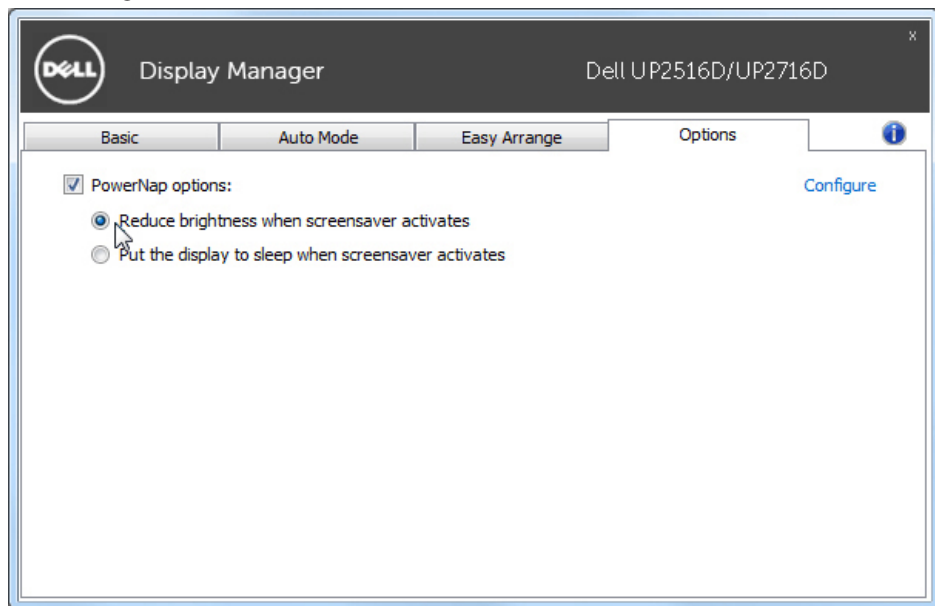 DELL
Display Manager
Dell UP2516D/UP2716D
x
Basic
Auto Mode
Easy Arrange
Options
i
PowerNap options:
Configure
Reduce brightness when screensaver activates
Put the display to sleep when screensaver activates